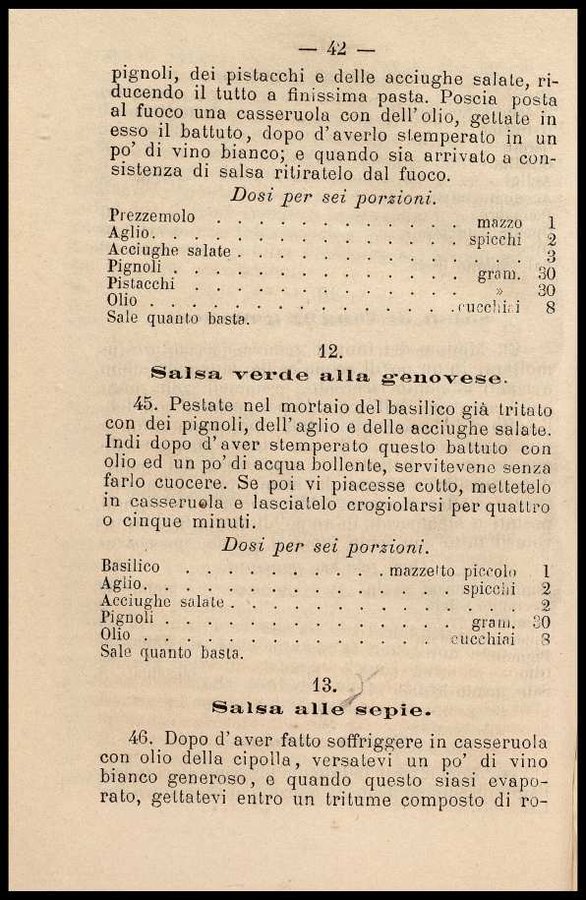 — 42 —
pignoli, dei pistacchi e delle acciughe salate, ri-
ducendo il tutto a finissima pasta. Poscia posta
al fuoco una casseruola con dell'olio, gettate in
esso il battuto, dopo d'averlo stemperato in un
po' di vino bianco; e quando sia arrivato a con-
sistenza di salsa ritiratelo dal fuoco.
Dosi per sei porzioni.
Prezzemolo . . . . . . . . mazzo 1
Aglio. . . . . . . . . . . spicchi 2
Acciughe salate . . . . . . . . . . 3
Pignoli . . . . . . . . . . gram. 30
Pistacchi . . . . . . . . . » 30
Olio . . . . . . . . . . . cucchiai 8
Sale quanto basta.
12.
Salsa verde alla genovese.
45. Pestate nel mortaio del basilico già tritato
con dei pignoli, dell'aglio e delle acciughe salate.
Indi dopo d'aver stemperato questo battuto con
olio ed un po' di acqua bollente, servitevene senza
farlo cuocere. Se poi vi piacesse cotto, mettetelo
in casseruola e lasciatelo crogiolarsi per quattro
o cinque minuti.
Dosi per sei porzioni.
Basilico . . . . . . . . . mazzetto piccolo 1
Aglio. . . . . . . . . . . spicchi 2
Acciughe salate . . . . . . . . . . 2
Pignoli . . . . . . . . . . gram. 30
Olio . . . . . . . . . . . cucchiai 8
Sale quanto basta.
13.
Salsa alle sepie.
46. Dopo d'aver fatto soffriggere in casseruola
con olio della cipolla, versatevi un po' di vino
bianco generoso, e quando questo siasi evapo-
rato, gettatevi entro un tritume composto di ro-